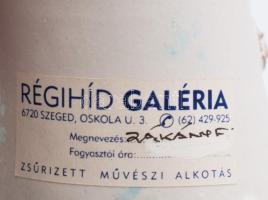 RÉGIHÍD GALÉRIA
6720 SZEGED, OSKOLA U. 3. ✆ (62) 429-925
Megnevezés:
Fogyasztói ára:
ZSŰRIZETT MŰVÉSZI ALKOTÁS